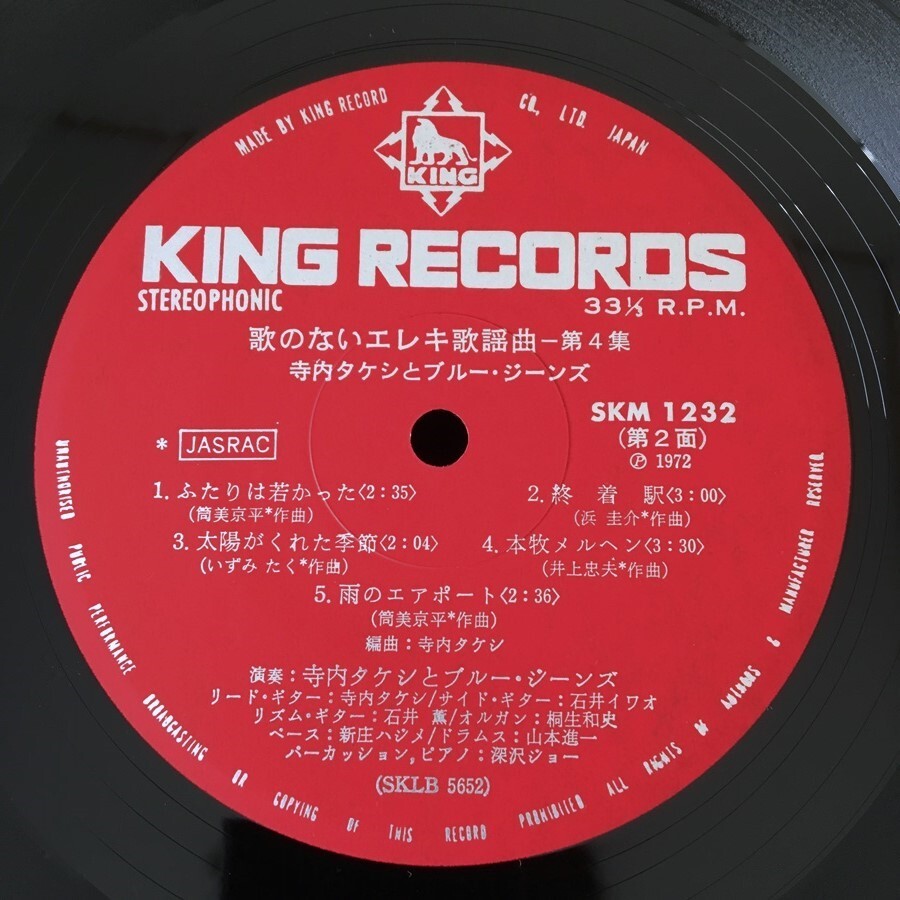 MADE BY KING RECORD CO., LTD. JAPAN
KING
KING RECORDS
STEREOPHONIC 33⅓ R.P.M.
歌のないエレキ歌謡曲－第4集
寺内タケシとブルー・ジーンズ
SKM 1232
* JASRAC (第2面)
Ⓟ 1972
1. ふたりは若かった〈2:35〉 2. 終着駅〈3:00〉
(筒美京平*作曲) (浜 圭介*作曲)
3. 太陽がくれた季節〈2:04〉 4. 本牧メルヘン〈3:30〉
(いずみ たく*作曲) (井上忠夫*作曲)
5. 雨のエアポート〈2:36〉
(筒美京平*作曲)
編曲：寺内タケシ
演奏：寺内タケシとブルー・ジーンズ
リード・ギター：寺内タケシ/サイド・ギター：石井イワオ
リズム・ギター：石井 薫/オルガン：桐生和史
ベース：新庄ハジメ/ドラムス：山本進一
パーカッション,ピアノ：深沢ジョー
(SKLB 5652)
UNAUTHORISED PUBLIC PERFORMANCE BROADCASTING OR COPYING OF THIS RECORD PROHIBITED ALL RIGHTS OF AUTHORS & MANUFACTURER RESERVED